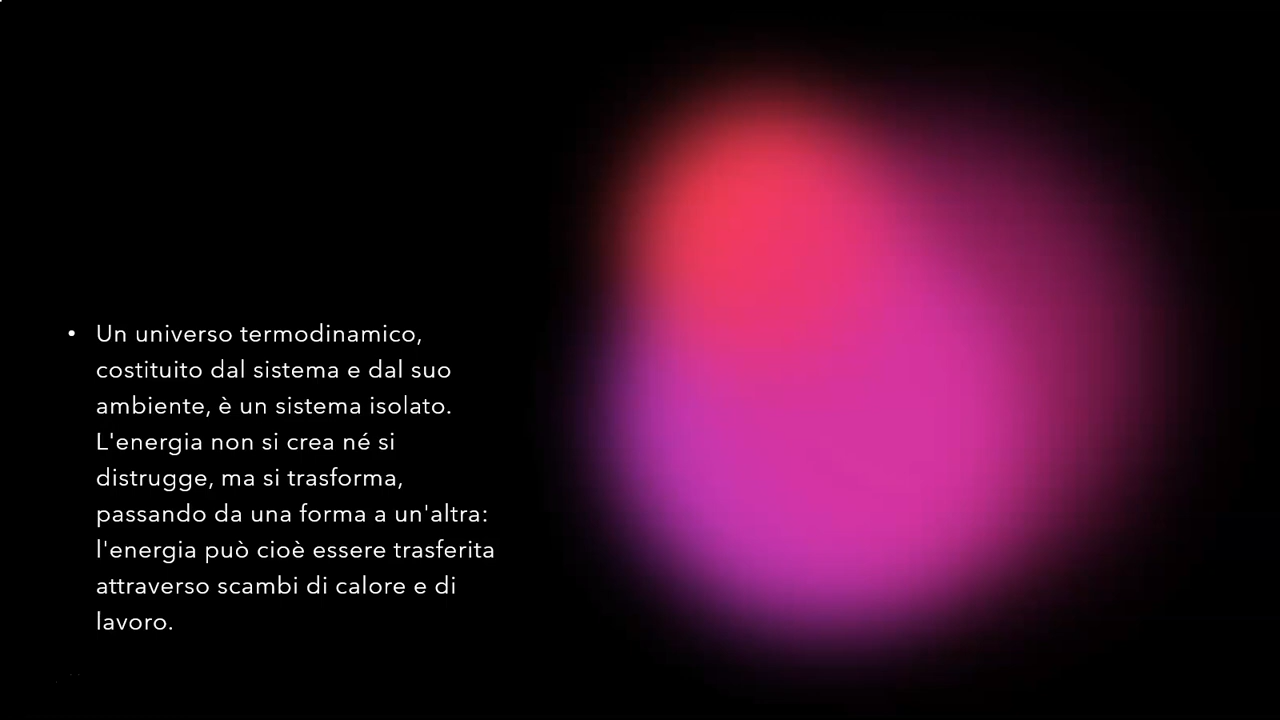 • Un universo termodinamico,
costituito dal sistema e dal suo
ambiente, è un sistema isolato.
L'energia non si crea né si
distrugge, ma si trasforma,
passando da una forma a un'altra:
l'energia può cioè essere trasferita
attraverso scambi di calore e di
lavoro.